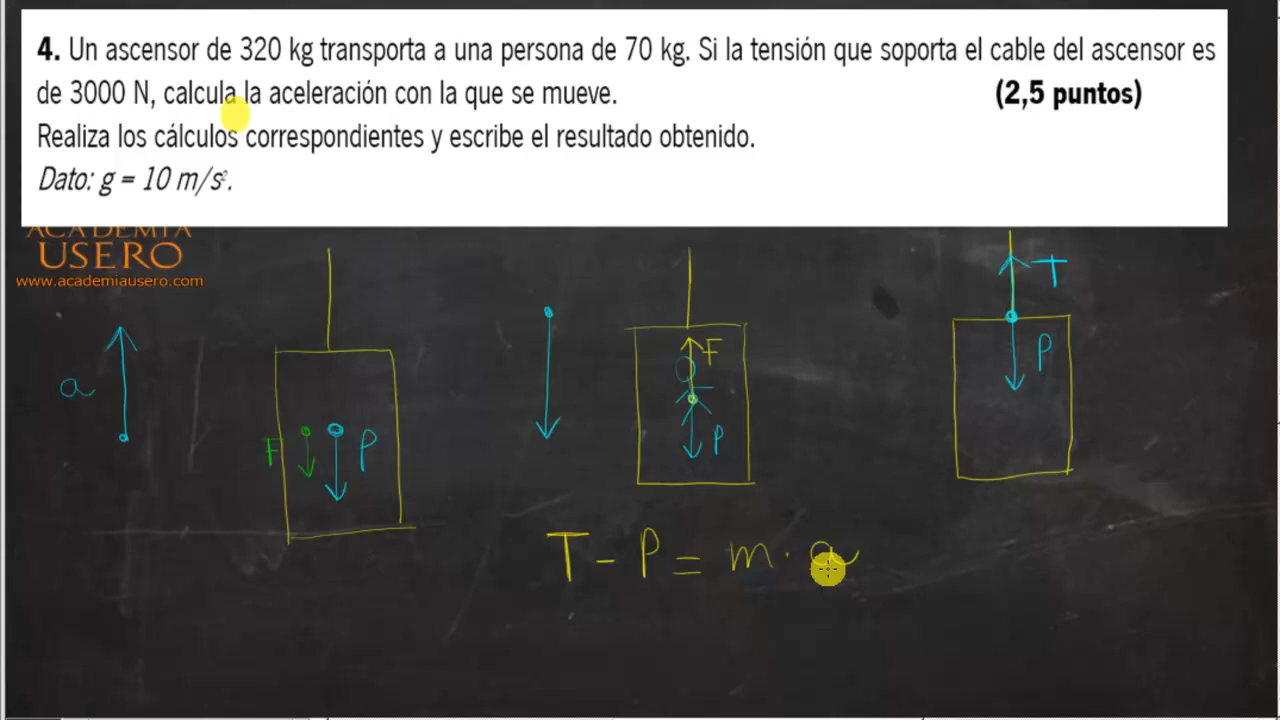 4. Un ascensor de 320 kg transporta a una persona de 70 kg. Si la tensión que soporta el cable del ascensor es
de 3000 N, calcula la aceleración con la que se mueve. (2,5 puntos)
Realiza los cálculos correspondientes y escribe el resultado obtenido.
Dato: g = 10 m/s².
ACADEMIA
USERO
www.academiausero.com
T
F
P
a
F
P
P
T - P = m · a